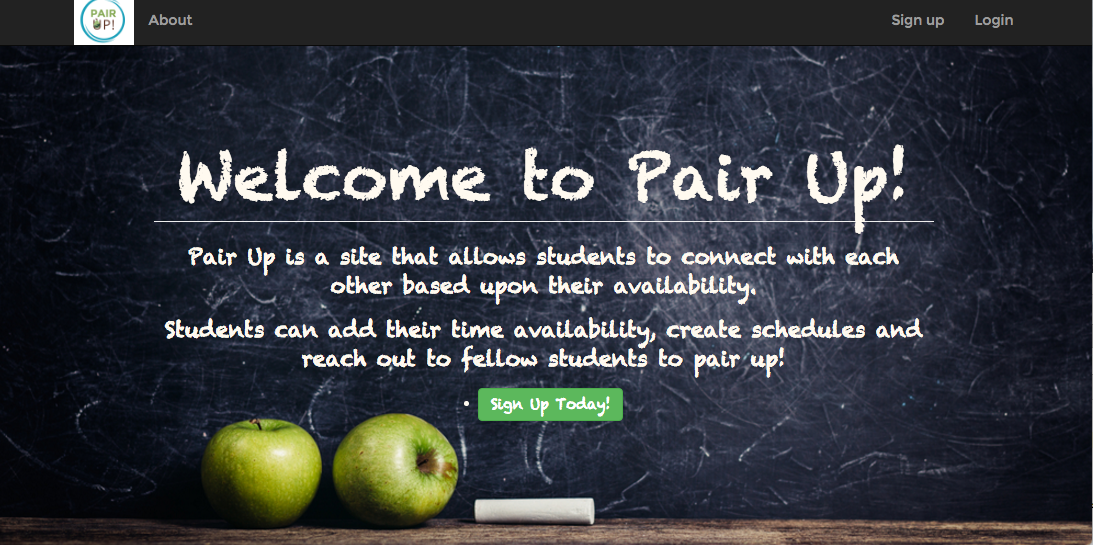 PAIR
UP!
About
Sign up
Login
Welcome to Pair Up!
Pair Up is a site that allows students to connect with each
other based upon their availability.
Students can add their time availability, create schedules and
reach out to fellow students to pair up!
Sign Up Today!